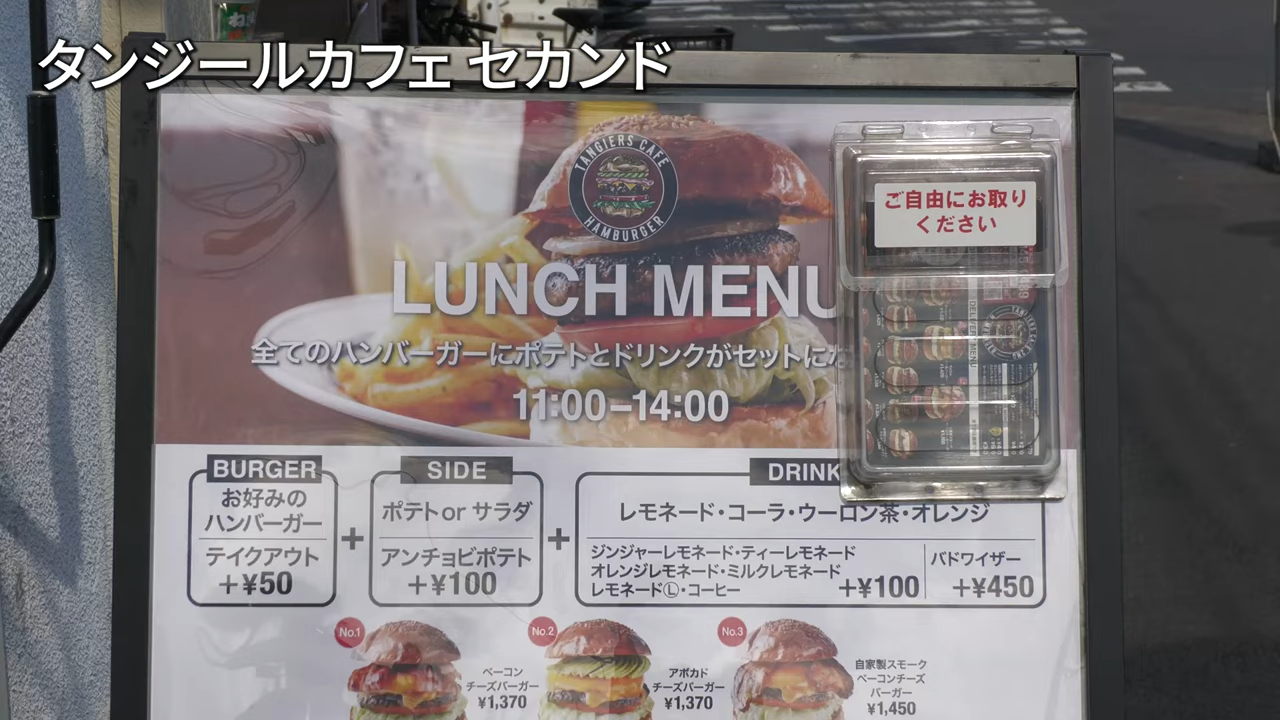 タンジールカフェ セカンド
TANGIERS CAFE
HAMBURGER
ご自由にお取り
ください
LUNCH MENU
全てのハンバーガーにポテトとドリンクがセットにな
11:00−14:00
BURGER
お好みの
ハンバーガー
テイクアウト
+¥50
+
SIDE
ポテト or サラダ
アンチョビポテト
+¥100
+
DRINK
レモネード・コーラ・ウーロン茶・オレンジ
ジンジャーレモネード・ティーレモネード
オレンジレモネード・ミルクレモネード
レモネードⓁ・コーヒー
+¥100
バドワイザー
+¥450
No.1
ベーコン
チーズバーガー
¥1,370
No.2
アボカド
チーズバーガー
¥1,370
No.3
自家製スモーク
ベーコンチーズ
バーガー
¥1,450